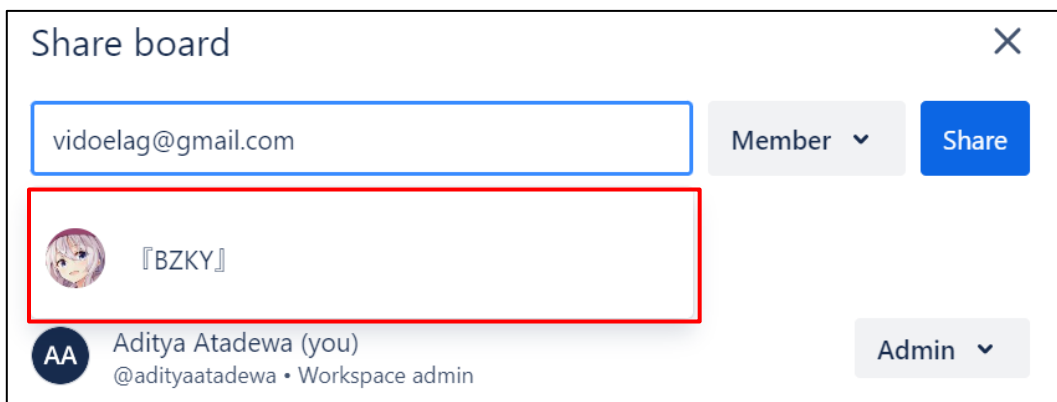 Share board
vidoelag@gmail.com
Member
Share
『BZKY』
AA
Aditya Atadewa (you)
@adityaatadewa • Workspace admin
Admin